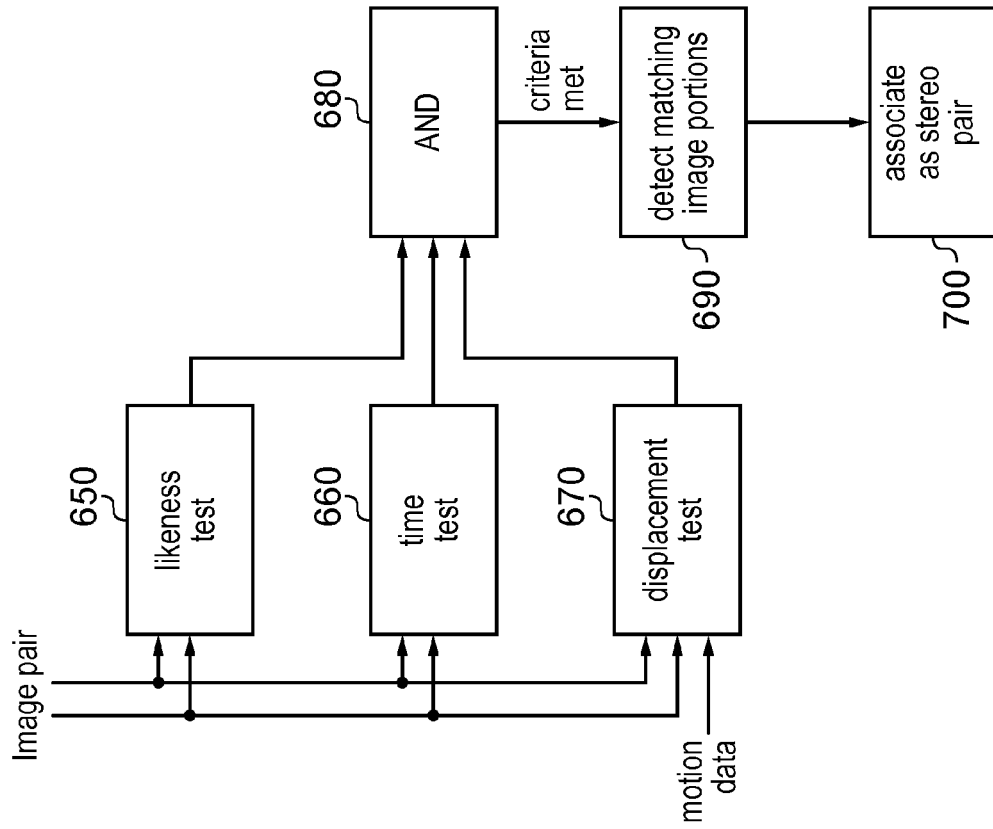 Image pair
650
likeness
test
660
time
test
motion
data
670
displacement
test
680
AND
criteria
met
690
detect matching
image portions
700
associate
as stereo
pair